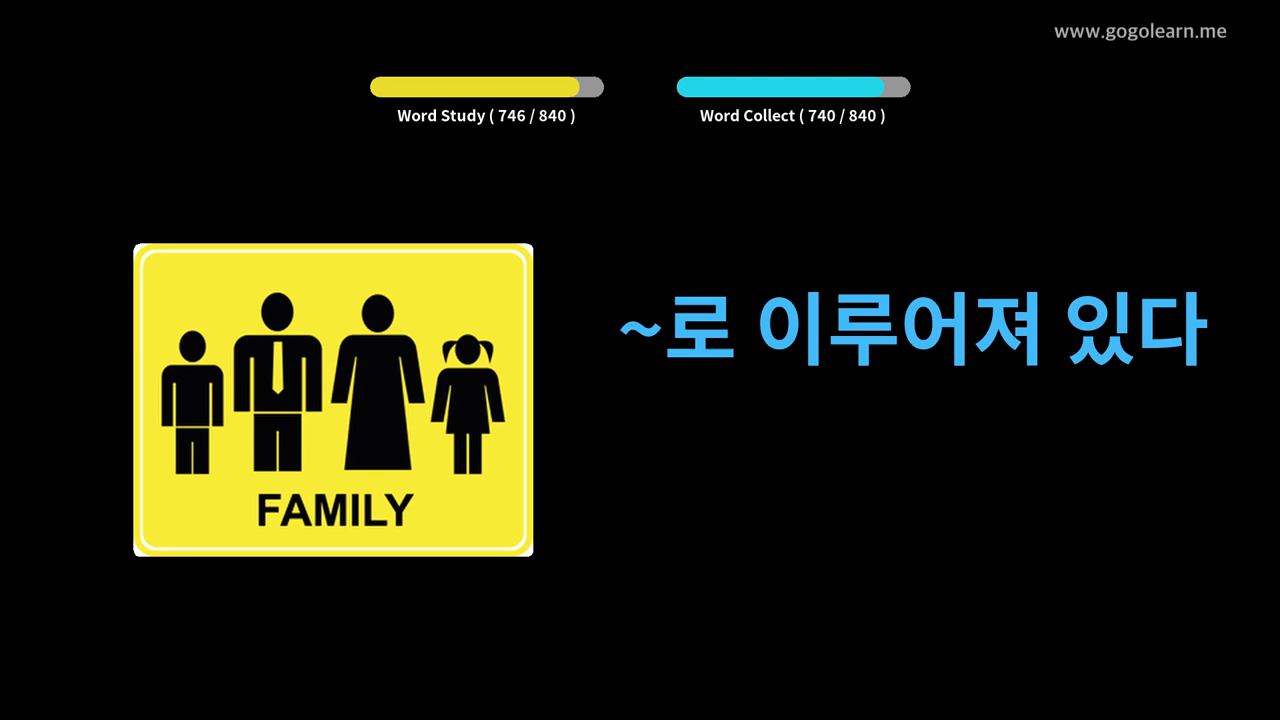 www.gogolearn.me
Word Study ( 746 / 840 )
Word Collect ( 740 / 840 )
~로 이루어져 있다
FAMILY